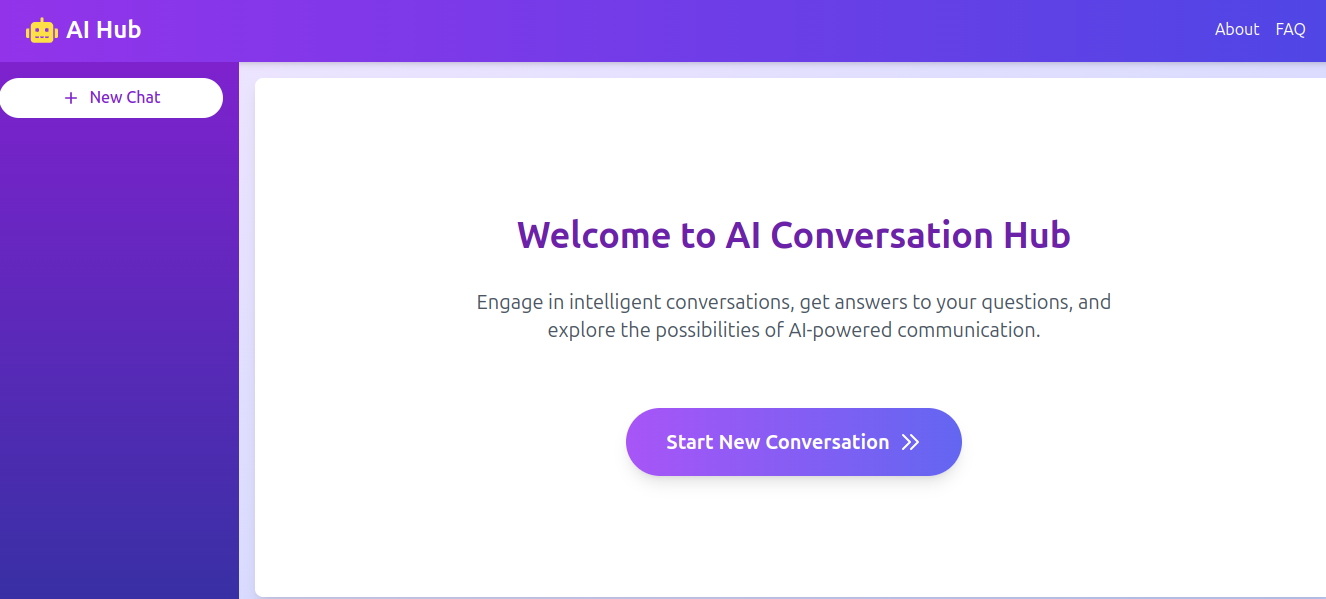 AI Hub
About
FAQ
New Chat
Welcome to AI Conversation Hub
Engage in intelligent conversations, get answers to your questions, and
explore the possibilities of AI-powered communication.
Start New Conversation